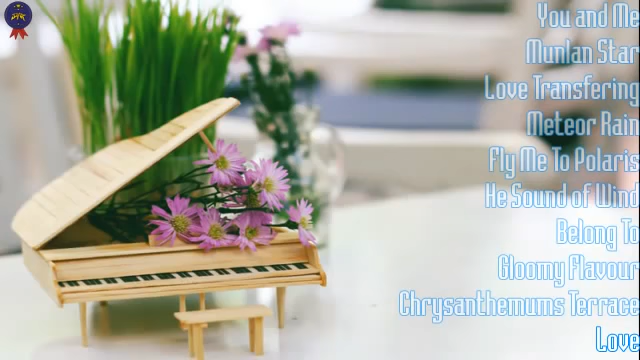 You and Me
Munlan Star
Love Transfering
Meteor Rain
Fly Me To Polaris
He Sound of Wind
Belong To
Gloomy Flavour
Chrysanthemums Terrace
Love